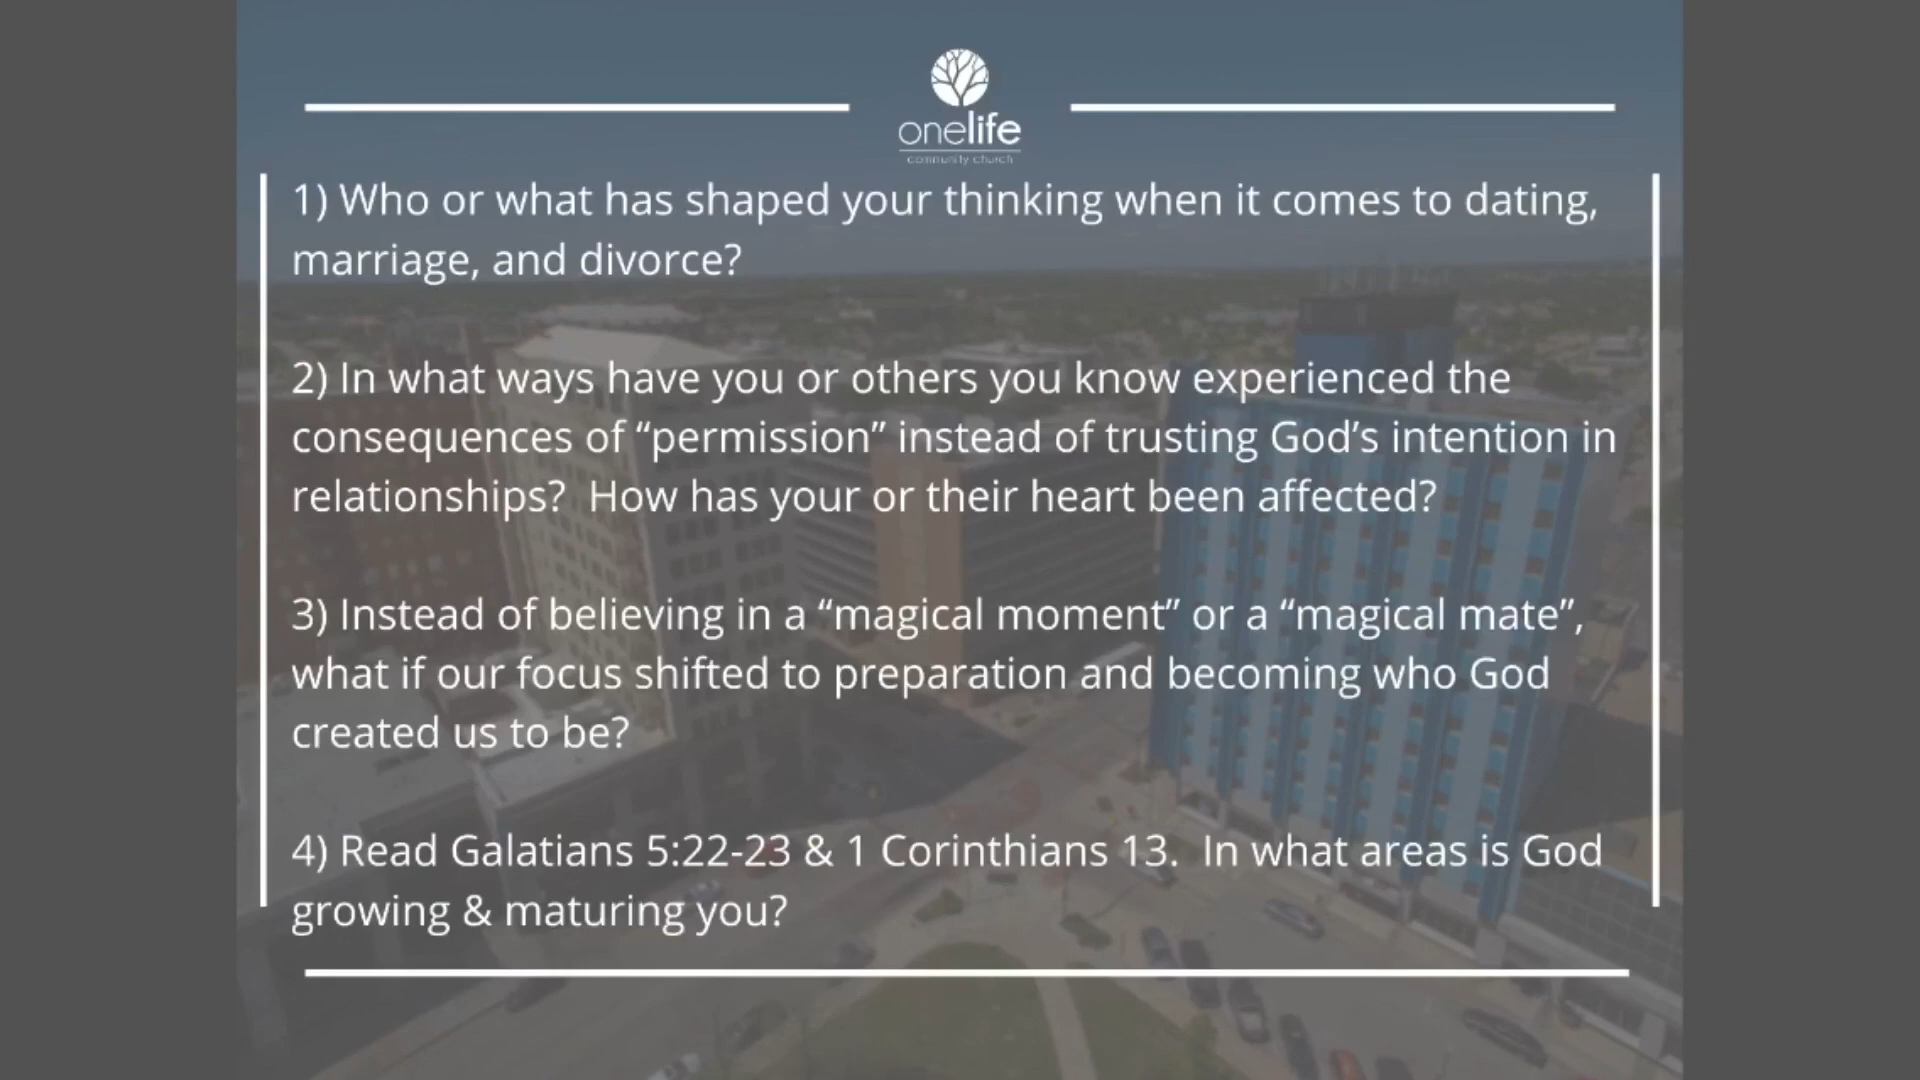 onelife
community church
1) Who or what has shaped your thinking when it comes to dating,
marriage, and divorce?
2) In what ways have you or others you know experienced the
consequences of “permission” instead of trusting God’s intention in
relationships?  How has your or their heart been affected?
3) Instead of believing in a “magical moment” or a “magical mate”,
what if our focus shifted to preparation and becoming who God
created us to be?
4) Read Galatians 5:22-23 & 1 Corinthians 13.  In what areas is God
growing & maturing you?